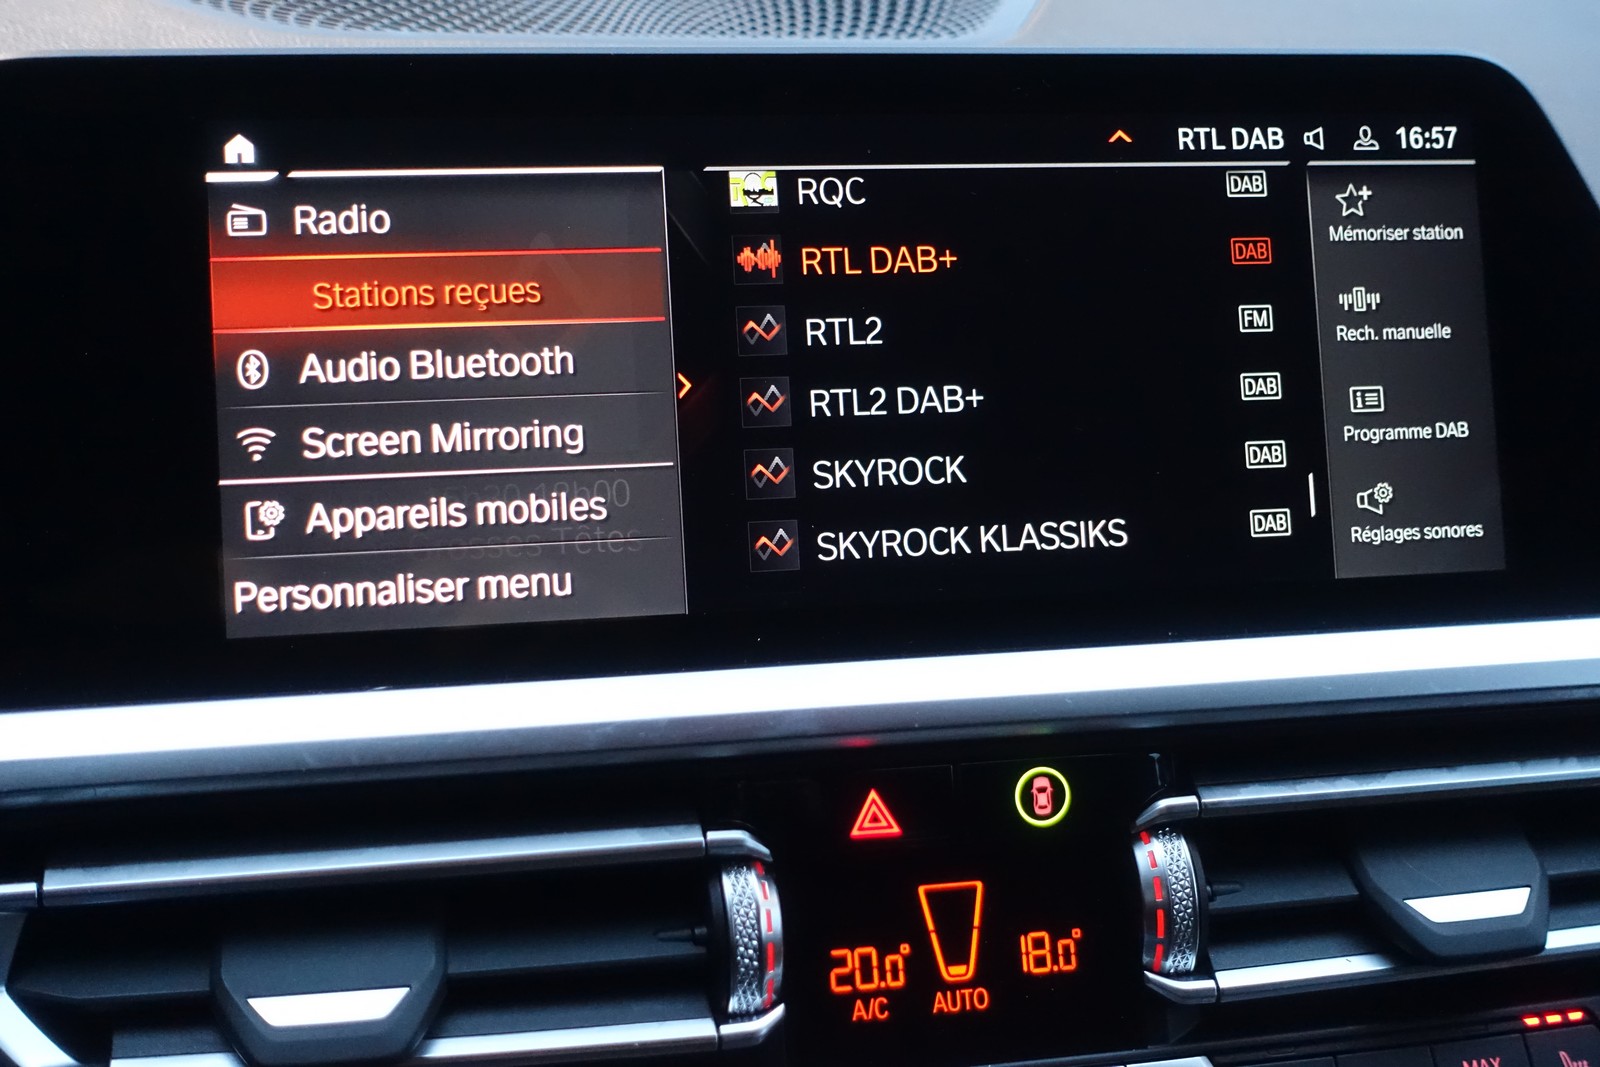 RTL DAB 16:57
Radio
Stations reçues
Audio Bluetooth
Screen Mirroring
Appareils mobiles
Personnaliser menu
RQC DAB
RTL DAB+ DAB
RTL2 FM
RTL2 DAB+ DAB
SKYROCK DAB
SKYROCK KLASSIKS DAB
Mémoriser station
Rech. manuelle
Programme DAB
Réglages sonores
20.0°
A/C
AUTO
18.0°
MAX